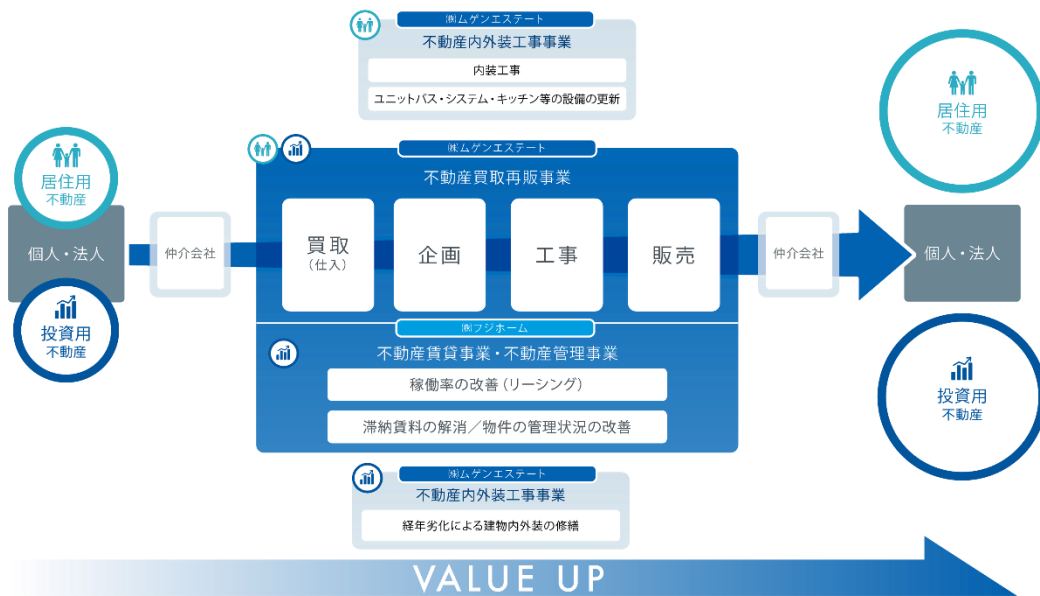 ㈱ムゲンエステート
不動産内外装工事事業
内装工事
ユニットバス・システム・キッチン等の設備の更新
居住用
不動産
個人・法人
投資用
不動産
仲介会社
㈱ムゲンエステート
不動産買取再販事業
買取
(仕入)
企画
工事
販売
㈱フジホーム
不動産賃貸事業・不動産管理事業
稼働率の改善(リーシング)
滞納賃料の解消／物件の管理状況の改善
仲介会社
居住用
不動産
個人・法人
投資用
不動産
㈱ムゲンエステート
不動産内外装工事事業
経年劣化による建物内外装の修繕
VALUE UP